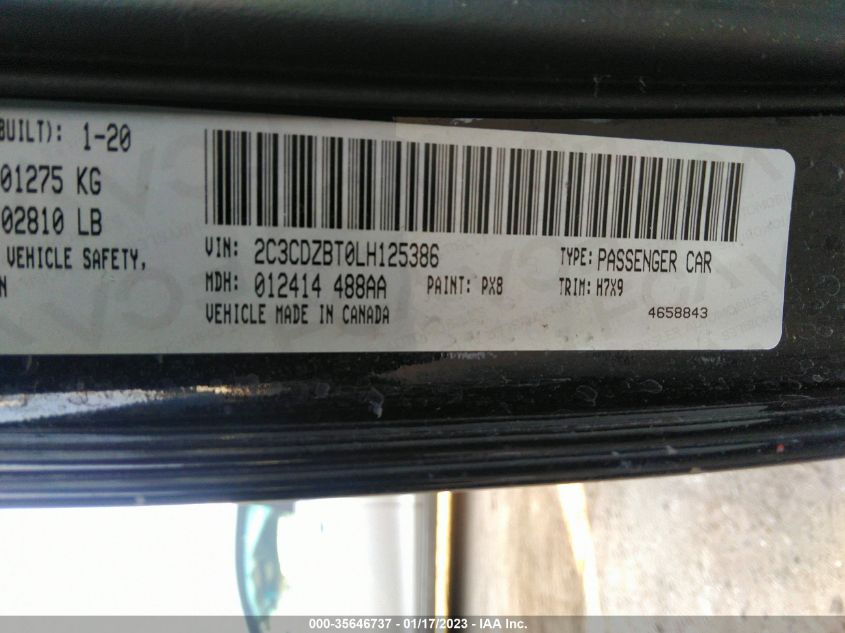 BUILT): 1-20
01275 KG
02810 LB
VEHICLE SAFETY,
VIN: 2C3CDZBT0LH125386 TYPE: PASSENGER CAR
MDH: 012414 488AA PAINT: PX8 TRIM: H7X9
VEHICLE MADE IN CANADA 4658843
000-35646737 - 01/17/2023 - IAA Inc.